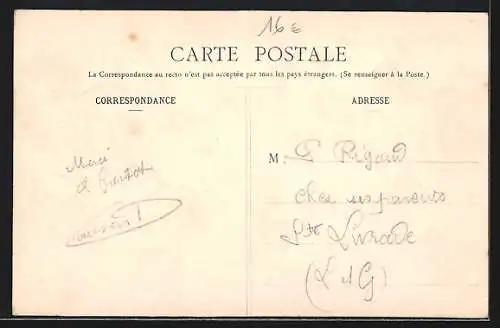 16€
CARTE POSTALE
La Correspondance au recto n'est pas acceptée par tous les pays étrangers. (Se renseigner à la Poste.)
CORRESPONDANCE
ADRESSE
Merci
&
M. Rigaud
chez ses parents
Ste Livrade
(L et G)